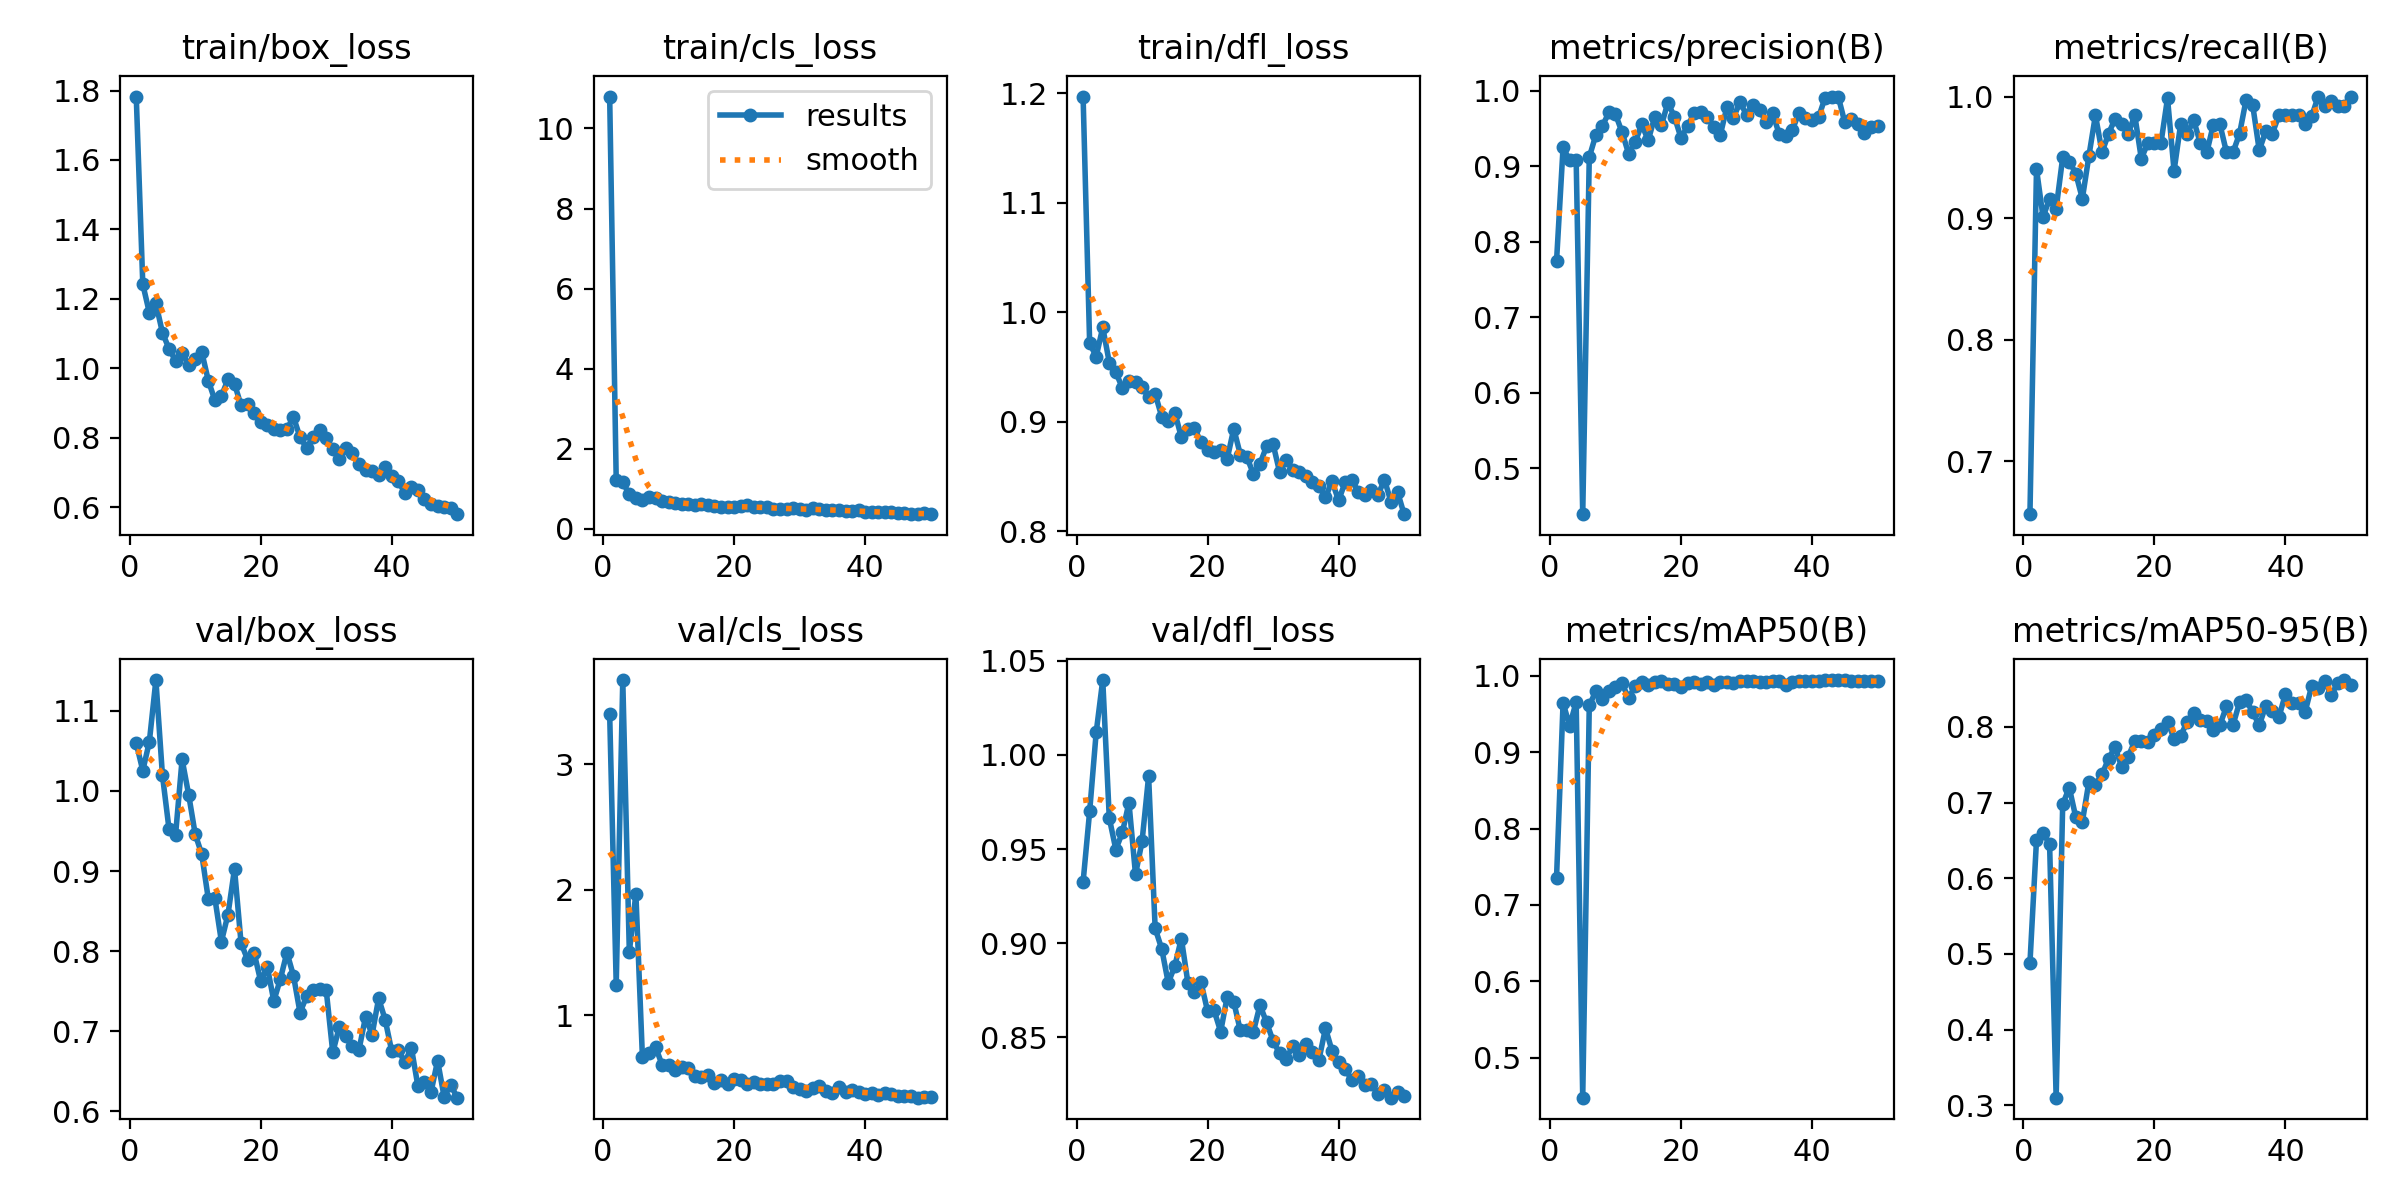 train/box_loss
1.8
1.6
1.4
1.2
1.0
0.8
0.6
0 20 40
train/cls_loss
results
smooth
10
8
6
4
2
0
0 20 40
train/dfl_loss
1.2
1.1
1.0
0.9
0.8
0 20 40
metrics/precision(B)
1.0
0.9
0.8
0.7
0.6
0.5
0 20 40
metrics/recall(B)
1.0
0.9
0.8
0.7
0 20 40
val/box_loss
1.1
1.0
0.9
0.8
0.7
0.6
0 20 40
val/cls_loss
3
2
1
0 20 40
val/dfl_loss
1.05
1.00
0.95
0.90
0.85
0 20 40
metrics/mAP50(B)
1.0
0.9
0.8
0.7
0.6
0.5
0 20 40
metrics/mAP50-95(B)
0.8
0.7
0.6
0.5
0.4
0.3
0 20 40